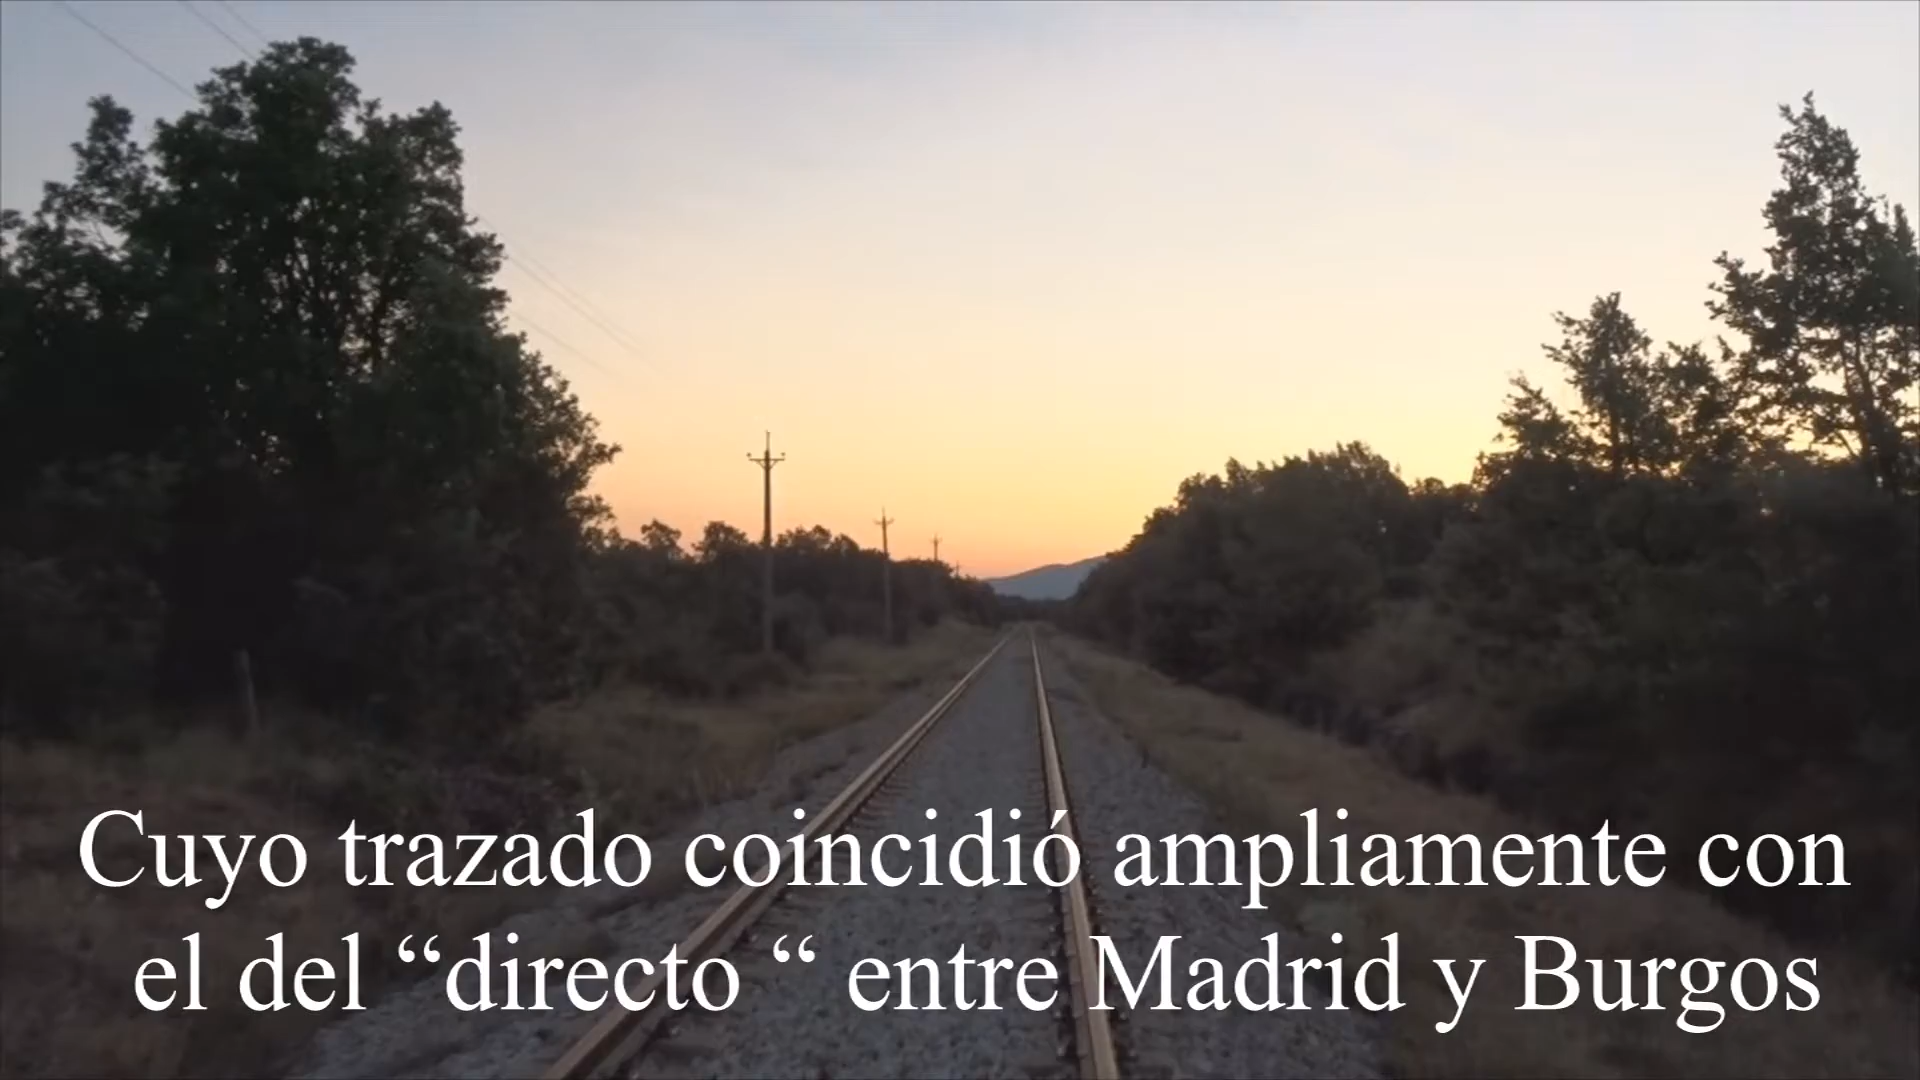 Cuyo trazado coincidió ampliamente con
el del “directo “ entre Madrid y Burgos